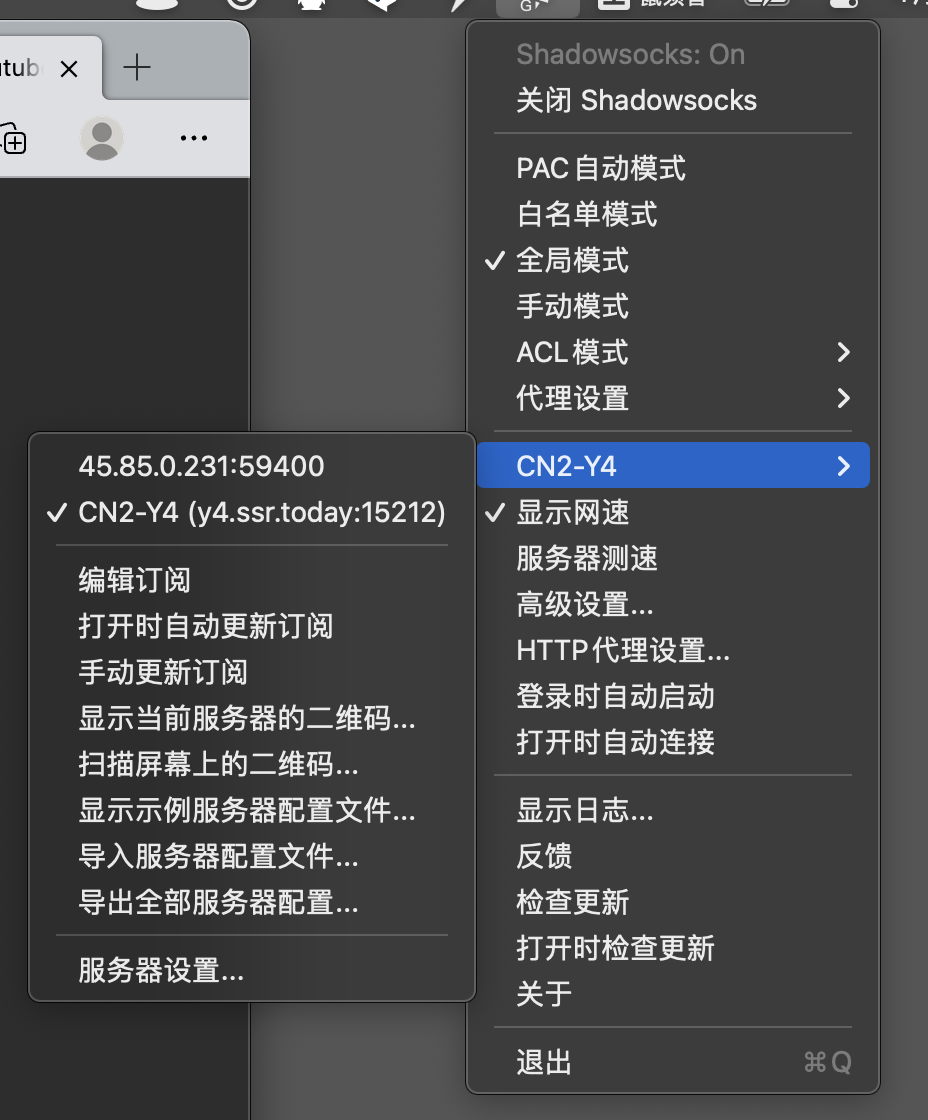 G
Shadowsocks: On
关闭 Shadowsocks
PAC 自动模式
白名单模式
全局模式
手动模式
ACL 模式
代理设置
CN2-Y4
显示网速
服务器测速
高级设置...
HTTP 代理设置...
登录时自动启动
打开时自动连接
显示日志...
反馈
检查更新
打开时检查更新
关于
退出 ⌘Q
45.85.0.231:59400
CN2-Y4 (y4.ssr.today:15212)
编辑订阅
打开时自动更新订阅
手动更新订阅
显示当前服务器的二维码...
扫描屏幕上的二维码...
显示示例服务器配置文件...
导入服务器配置文件...
导出全部服务器配置...
服务器设置...